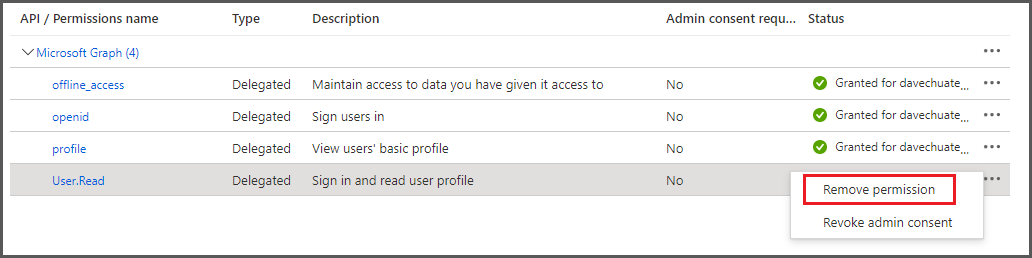 API / Permissions name Type Description Admin consent requ... Status
Microsoft Graph (4)
offline_access Delegated Maintain access to data you have given it access to No Granted for davechuate...
openid Delegated Sign users in No Granted for davechuate...
profile Delegated View users' basic profile No Granted for davechuate...
User.Read Delegated Sign in and read user profile No
Remove permission
Revoke admin consent